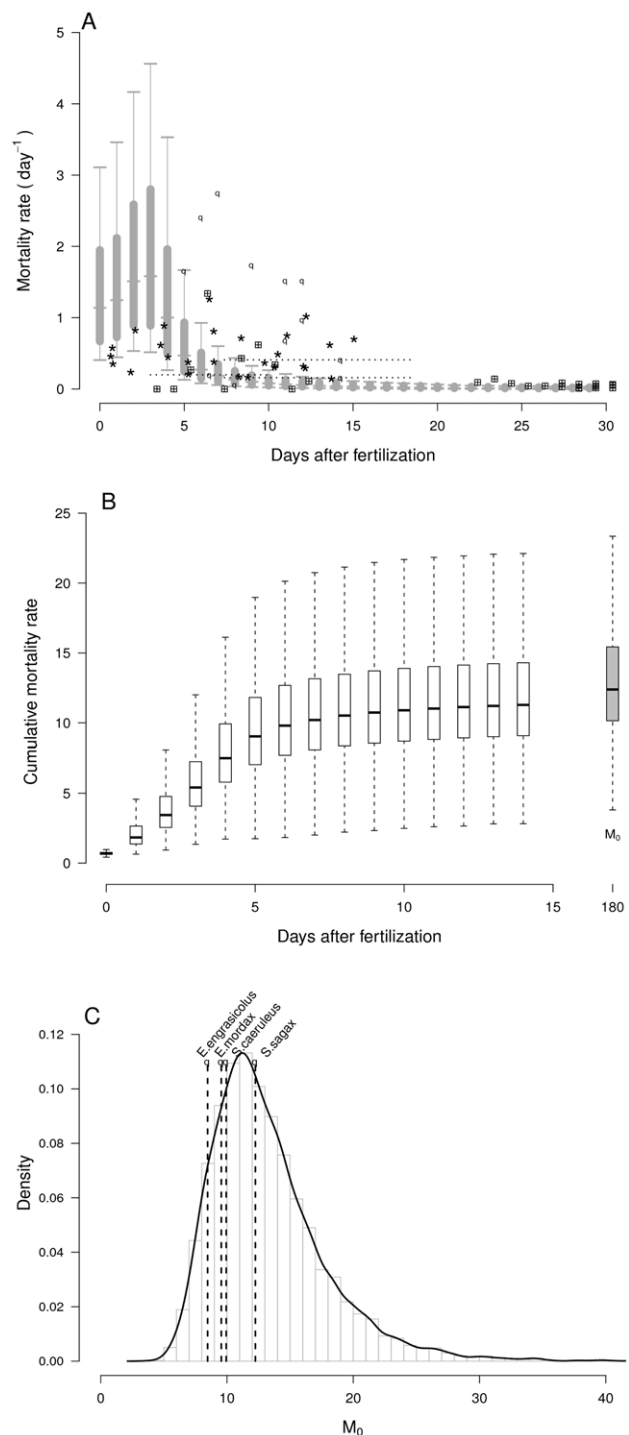 A
Mortality rate ( day⁻¹ )
5
4
3
2
1
0
0 5 10 15 20 25 30
Days after fertilization
B
Cumulative mortality rate
25
20
15
10
5
0
M₀
0 5 10 15 180
Days after fertilization
C
E.engrasicolus
E.mordax
S.caeruleus
S.sagax
Density
0.12
0.10
0.08
0.06
0.04
0.02
0.00
0 10 20 30 40
M₀